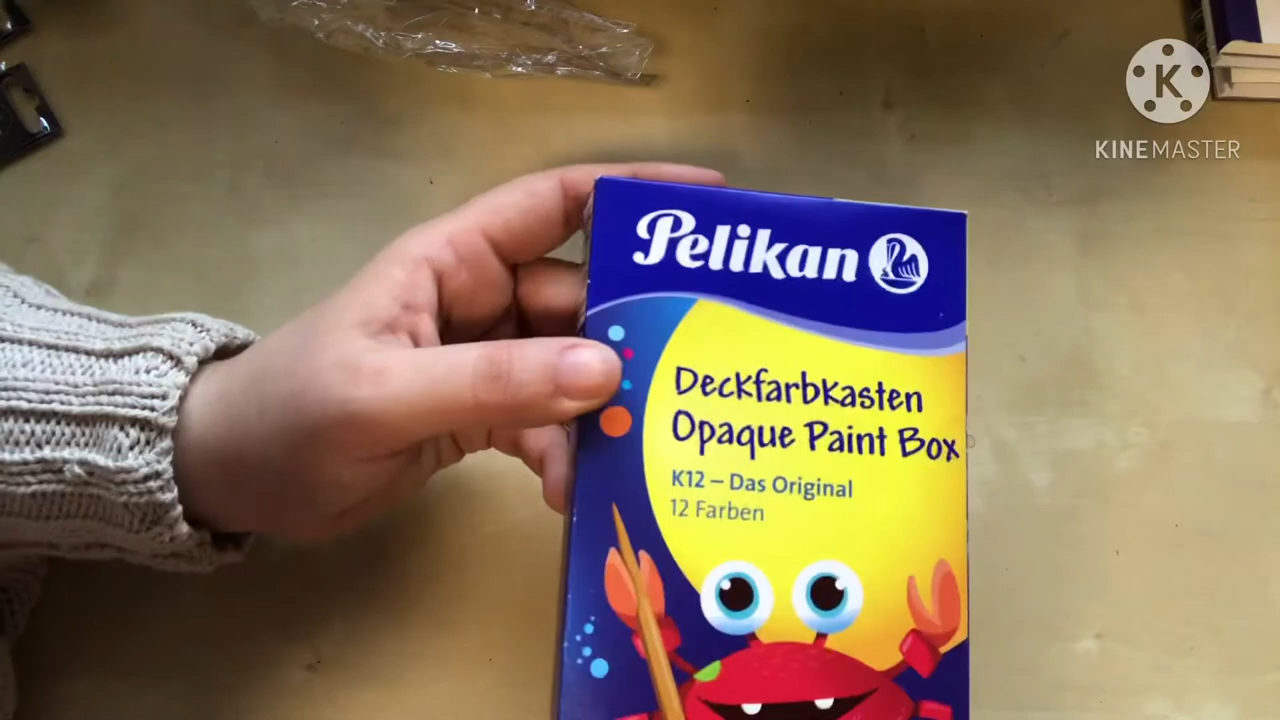 K
KINEMASTER
Pelikan
Deckfarbkasten
Opaque Paint Box
K12 – Das Original
12 Farben